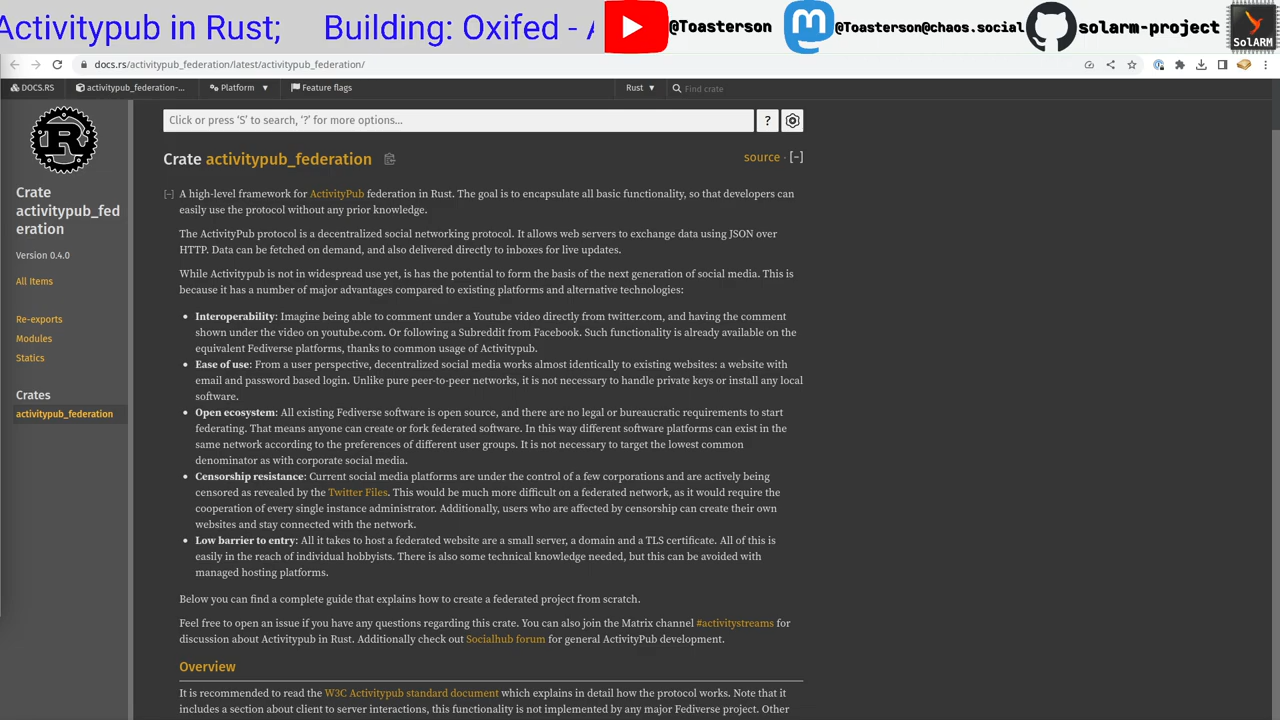 Activitypub in Rust;
Building: Oxifed -
@Toasterson
@Toasterson@chaos.social
solarm-project
SolARM
docs.rs/activitypub_federation/latest/activitypub_federation/
DOCS.RS
activitypub_federation-...
Platform
Feature flags
Rust
Find crate
Click or press ‘S’ to search, ‘?’ for more options...
?
Crate activitypub_federation
source · [-]
Crate
activitypub_fed
eration
Version 0.4.0
All Items
Re-exports
Modules
Statics
Crates
activitypub_federation
[-] A high-level framework for ActivityPub federation in Rust. The goal is to encapsulate all basic functionality, so that developers can
easily use the protocol without any prior knowledge.
The ActivityPub protocol is a decentralized social networking protocol. It allows web servers to exchange data using JSON over
HTTP. Data can be fetched on demand, and also delivered directly to inboxes for live updates.
While Activitypub is not in widespread use yet, is has the potential to form the basis of the next generation of social media. This is
because it has a number of major advantages compared to existing platforms and alternative technologies:
• Interoperability: Imagine being able to comment under a Youtube video directly from twitter.com, and having the comment
shown under the video on youtube.com. Or following a Subreddit from Facebook. Such functionality is already available on the
equivalent Fediverse platforms, thanks to common usage of Activitypub.
• Ease of use: From a user perspective, decentralized social media works almost identically to existing websites: a website with
email and password based login. Unlike pure peer-to-peer networks, it is not necessary to handle private keys or install any local
software.
• Open ecosystem: All existing Fediverse software is open source, and there are no legal or bureaucratic requirements to start
federating. That means anyone can create or fork federated software. In this way different software platforms can exist in the
same network according to the preferences of different user groups. It is not necessary to target the lowest common
denominator as with corporate social media.
• Censorship resistance: Current social media platforms are under the control of a few corporations and are actively being
censored as revealed by the Twitter Files. This would be much more difficult on a federated network, as it would require the
cooperation of every single instance administrator. Additionally, users who are affected by censorship can create their own
websites and stay connected with the network.
• Low barrier to entry: All it takes to host a federated website are a small server, a domain and a TLS certificate. All of this is
easily in the reach of individual hobbyists. There is also some technical knowledge needed, but this can be avoided with
managed hosting platforms.
Below you can find a complete guide that explains how to create a federated project from scratch.
Feel free to open an issue if you have any questions regarding this crate. You can also join the Matrix channel #activitystreams for
discussion about Activitypub in Rust. Additionally check out Socialhub forum for general ActivityPub development.
Overview
It is recommended to read the W3C Activitypub standard document which explains in detail how the protocol works. Note that it
includes a section about client to server interactions, this functionality is not implemented by any major Fediverse project. Other